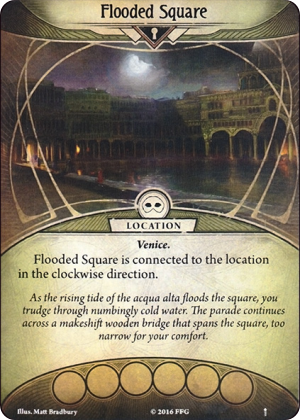 Flooded Square
LOCATION
Venice.
Flooded Square is connected to the location
in the clockwise direction.
As the rising tide of the acqua alta floods the square, you
trudge through numbingly cold water. The parade continues
across a makeshift wooden bridge that spans the square, too
narrow for your comfort.
Illus. Matt Bradbury
© 2016 FFG